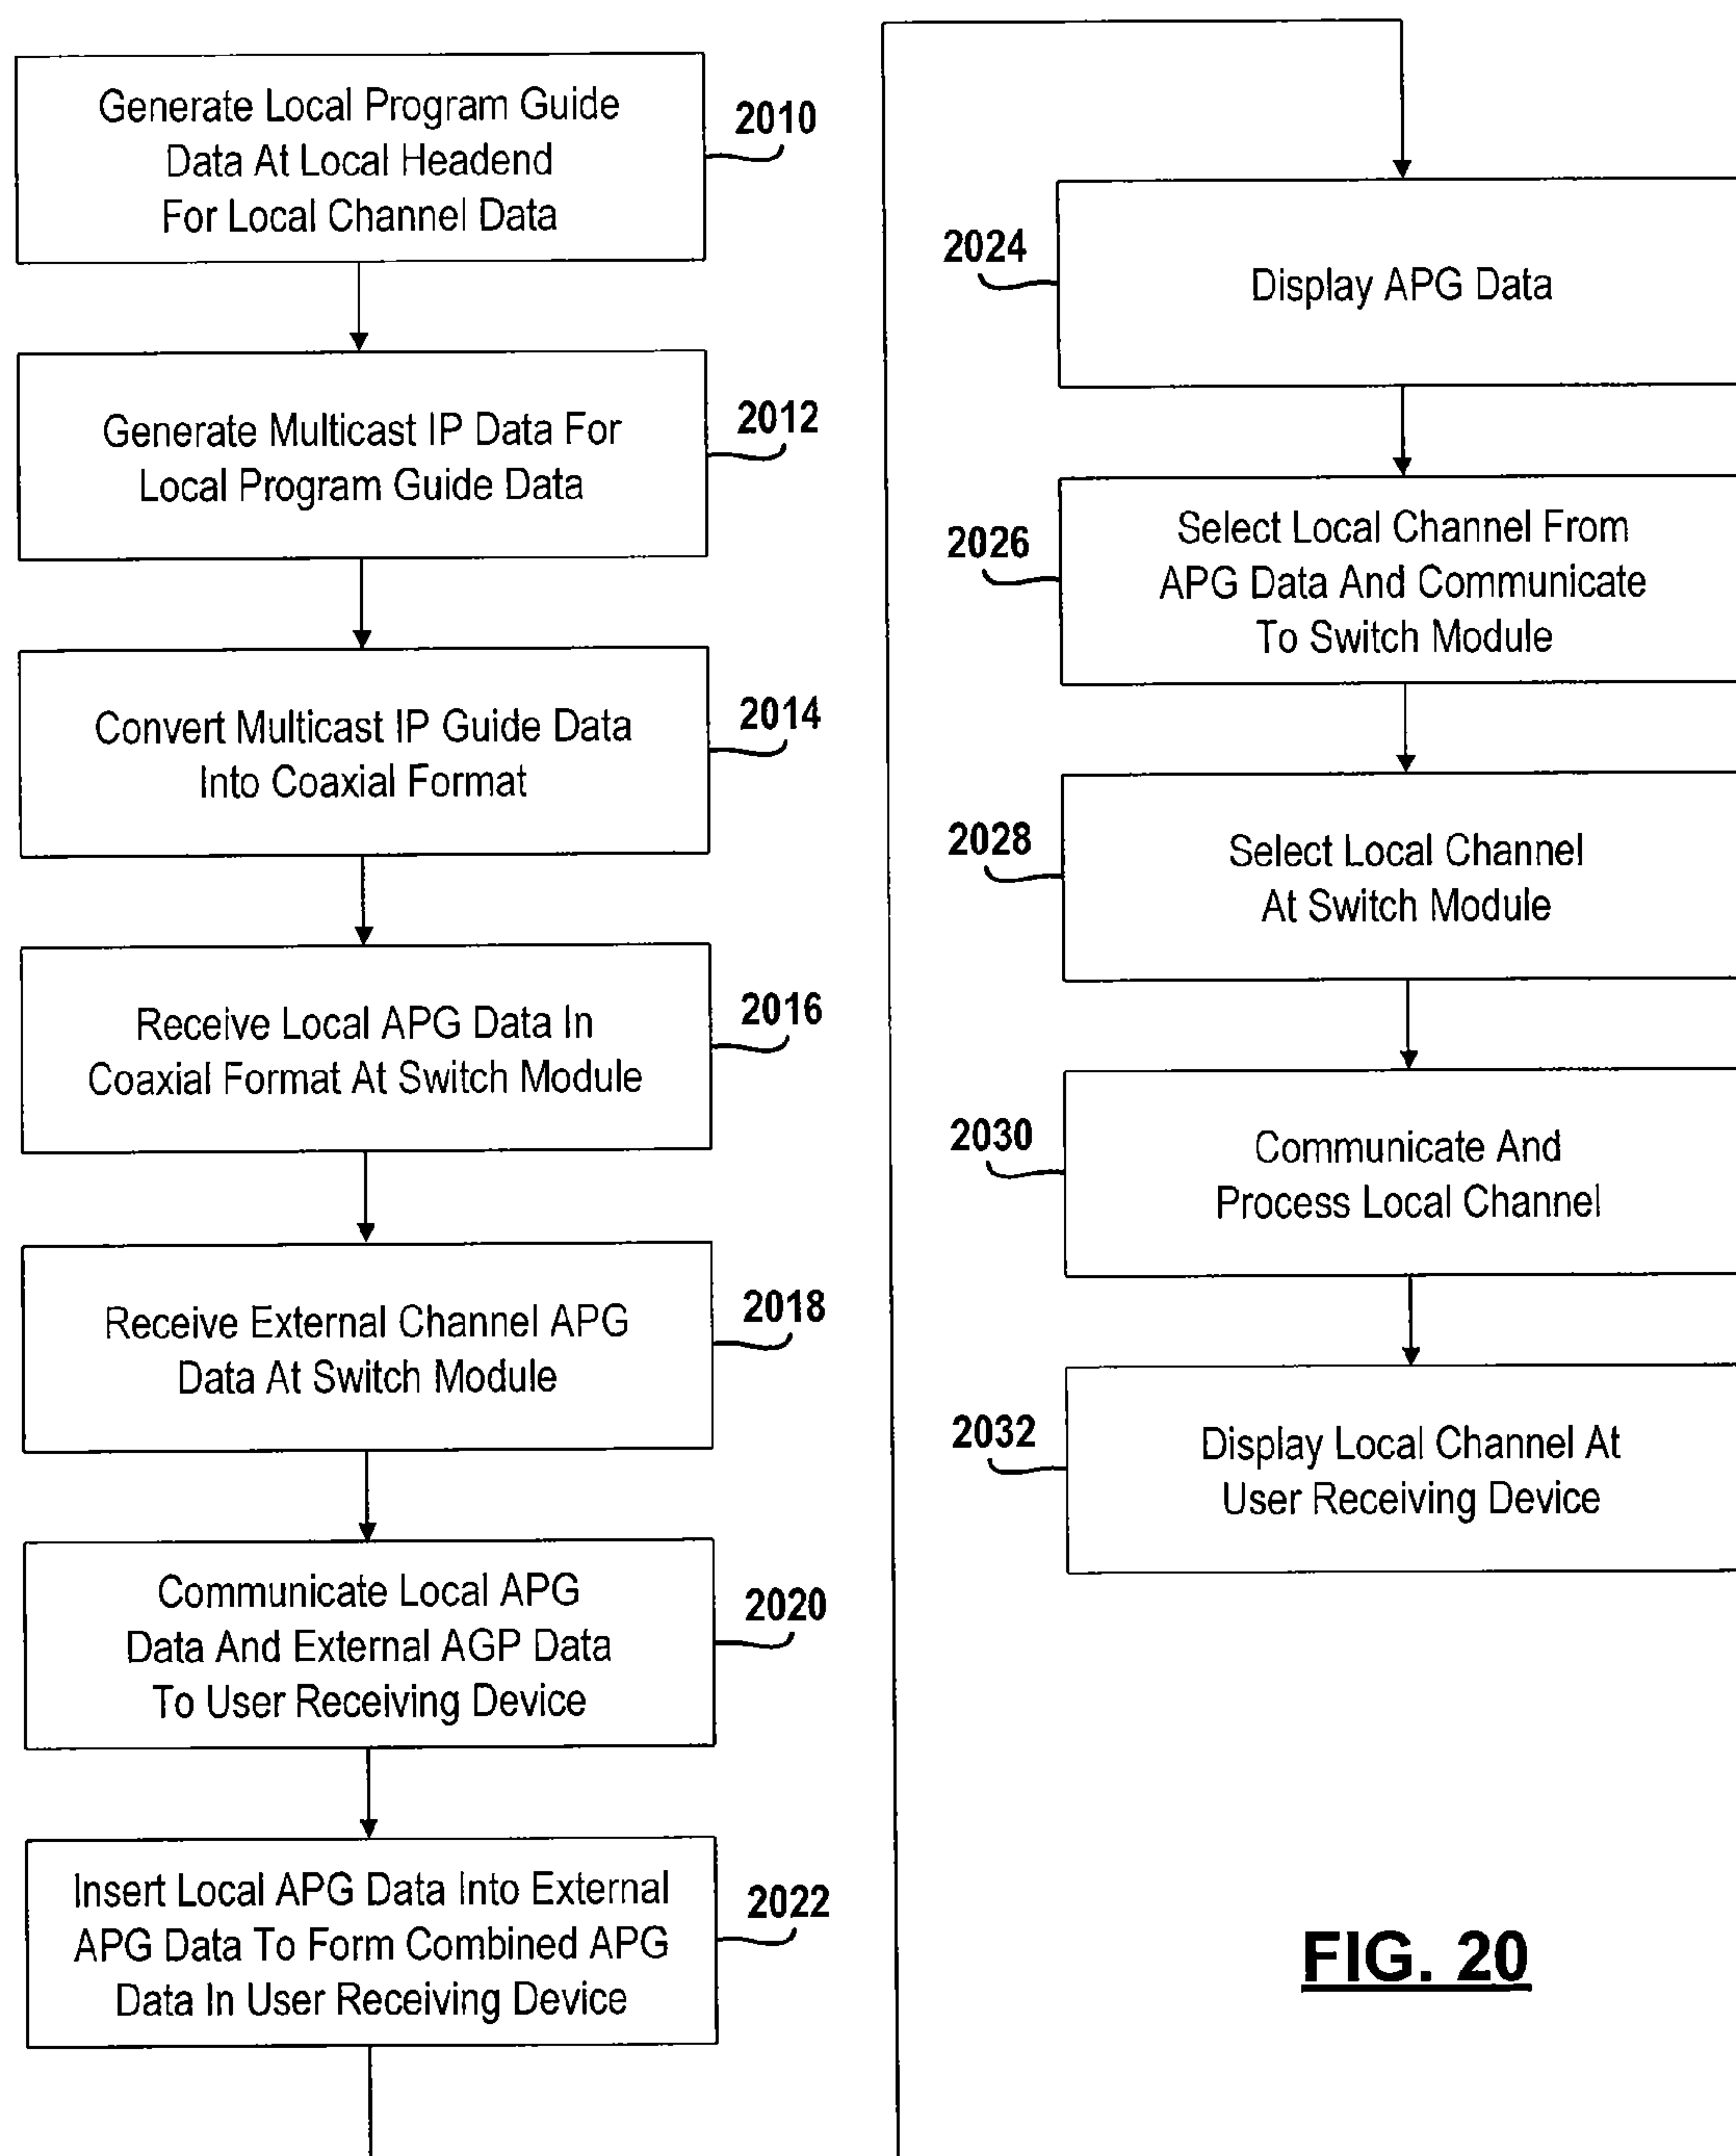 Generate Local Program Guide
Data At Local Headend
For Local Channel Data
2010
Generate Multicast IP Data For
Local Program Guide Data
2012
Convert Multicast IP Guide Data
Into Coaxial Format
2014
Receive Local APG Data In
Coaxial Format At Switch Module
2016
Receive External Channel APG
Data At Switch Module
2018
Communicate Local APG
Data And External AGP Data
To User Receiving Device
2020
Insert Local APG Data Into External
APG Data To Form Combined APG
Data In User Receiving Device
2022
2024
Display APG Data
2026
Select Local Channel From
APG Data And Communicate
To Switch Module
2028
Select Local Channel
At Switch Module
2030
Communicate And
Process Local Channel
2032
Display Local Channel At
User Receiving Device
FIG. 20